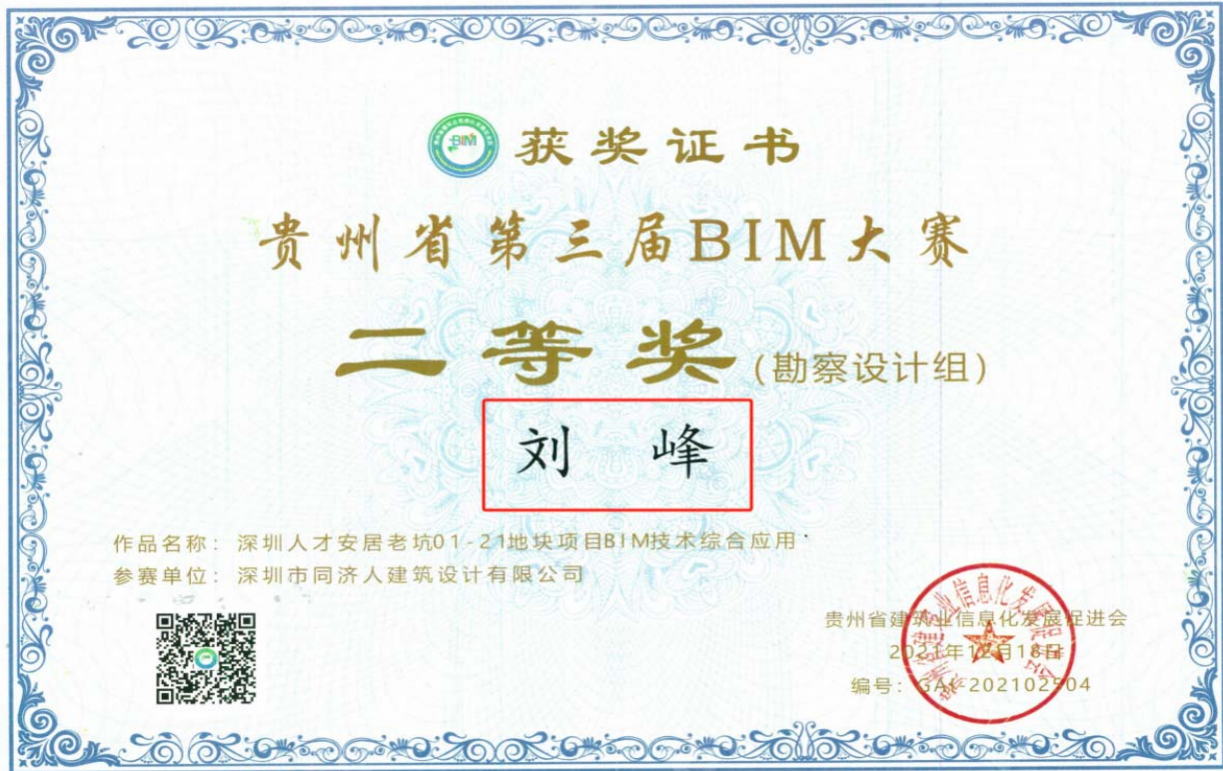 BIM
获奖证书
贵州省第三届BIM大赛
二等奖(勘察设计组)
刘峰
作品名称：深圳人才安居老坑01-21地块项目BIM技术综合应用
参赛单位：深圳市同济人建筑设计有限公司
贵州省建筑业信息化发展促进会
2021年12月18日
编号：202102504